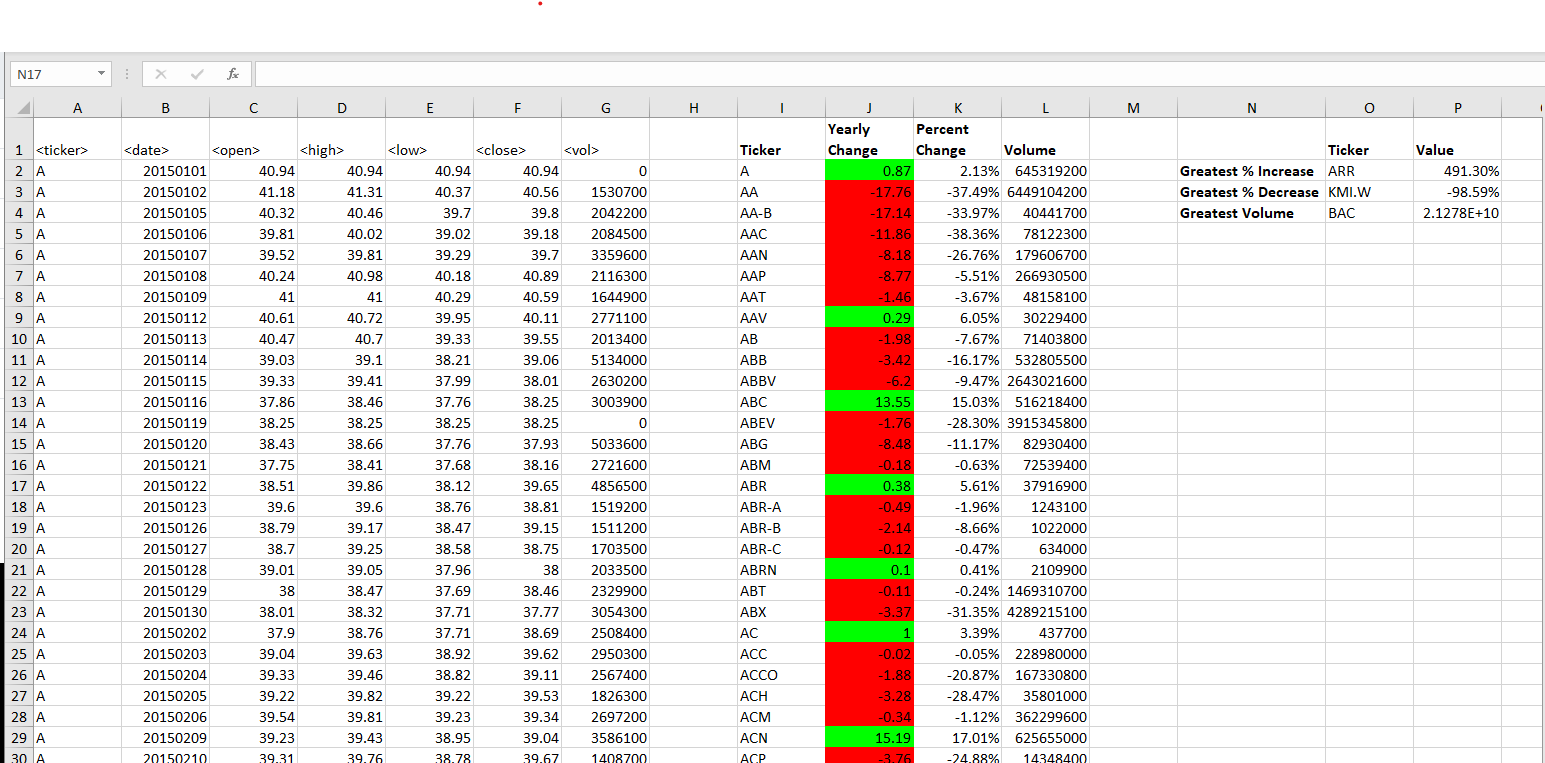 N17 fx
A B C D E F G H I J K L M N O P
Yearly Percent
1 <ticker> <date> <open> <high> <low> <close> <vol> Ticker Change Change Volume Ticker Value
2 A 20150101 40.94 40.94 40.94 40.94 0 A 0.87 2.13% 645319200 Greatest % Increase ARR 491.30%
3 A 20150102 41.18 41.31 40.37 40.56 1530700 AA -17.76 -37.49% 6449104200 Greatest % Decrease KMI.W -98.59%
4 A 20150105 40.32 40.46 39.7 39.8 2042200 AA-B -17.14 -33.97% 40441700 Greatest Volume BAC 2.1278E+10
5 A 20150106 39.81 40.02 39.02 39.18 2084500 AAC -11.86 -38.36% 78122300
6 A 20150107 39.52 39.81 39.29 39.7 3359600 AAN -8.18 -26.76% 179606700
7 A 20150108 40.24 40.98 40.18 40.89 2116300 AAP -8.77 -5.51% 266930500
8 A 20150109 41 41 40.29 40.59 1644900 AAT -1.46 -3.67% 48158100
9 A 20150112 40.61 40.72 39.95 40.11 2771100 AAV 0.29 6.05% 30229400
10 A 20150113 40.47 40.7 39.33 39.55 2013400 AB -1.98 -7.67% 71403800
11 A 20150114 39.03 39.1 38.21 39.06 5134000 ABB -3.42 -16.17% 532805500
12 A 20150115 39.33 39.41 37.99 38.01 2630200 ABBV -6.2 -9.47% 2643021600
13 A 20150116 37.86 38.46 37.76 38.25 3003900 ABC 13.55 15.03% 516218400
14 A 20150119 38.25 38.25 38.25 38.25 0 ABEV -1.76 -28.30% 3915345800
15 A 20150120 38.43 38.66 37.76 37.93 5033600 ABG -8.48 -11.17% 82930400
16 A 20150121 37.75 38.41 37.68 38.16 2721600 ABM -0.18 -0.63% 72539400
17 A 20150122 38.51 39.86 38.12 39.65 4856500 ABR 0.38 5.61% 37916900
18 A 20150123 39.6 39.6 38.76 38.81 1519200 ABR-A -0.49 -1.96% 1243100
19 A 20150126 38.79 39.17 38.47 39.15 1511200 ABR-B -2.14 -8.66% 1022000
20 A 20150127 38.7 39.25 38.58 38.75 1703500 ABR-C -0.12 -0.47% 634000
21 A 20150128 39.01 39.05 37.96 38 2033500 ABRN 0.1 0.41% 2109900
22 A 20150129 38 38.47 37.69 38.46 2329900 ABT -0.11 -0.24% 1469310700
23 A 20150130 38.01 38.32 37.71 37.77 3054300 ABX -3.37 -31.35% 4289215100
24 A 20150202 37.9 38.76 37.71 38.69 2508400 AC 1 3.39% 437700
25 A 20150203 39.04 39.63 38.92 39.62 2950300 ACC -0.02 -0.05% 228980000
26 A 20150204 39.33 39.46 38.82 39.11 2567400 ACCO -1.88 -20.87% 167330800
27 A 20150205 39.22 39.82 39.22 39.53 1826300 ACH -3.28 -28.47% 35801000
28 A 20150206 39.54 39.81 39.23 39.34 2697200 ACM -0.34 -1.12% 362299600
29 A 20150209 39.23 39.43 38.95 39.04 3586100 ACN 15.19 17.01% 625655000
30 A 20150210 39.31 39.76 38.78 39.67 1408700 ACP -3.76 -24.88% 14348400